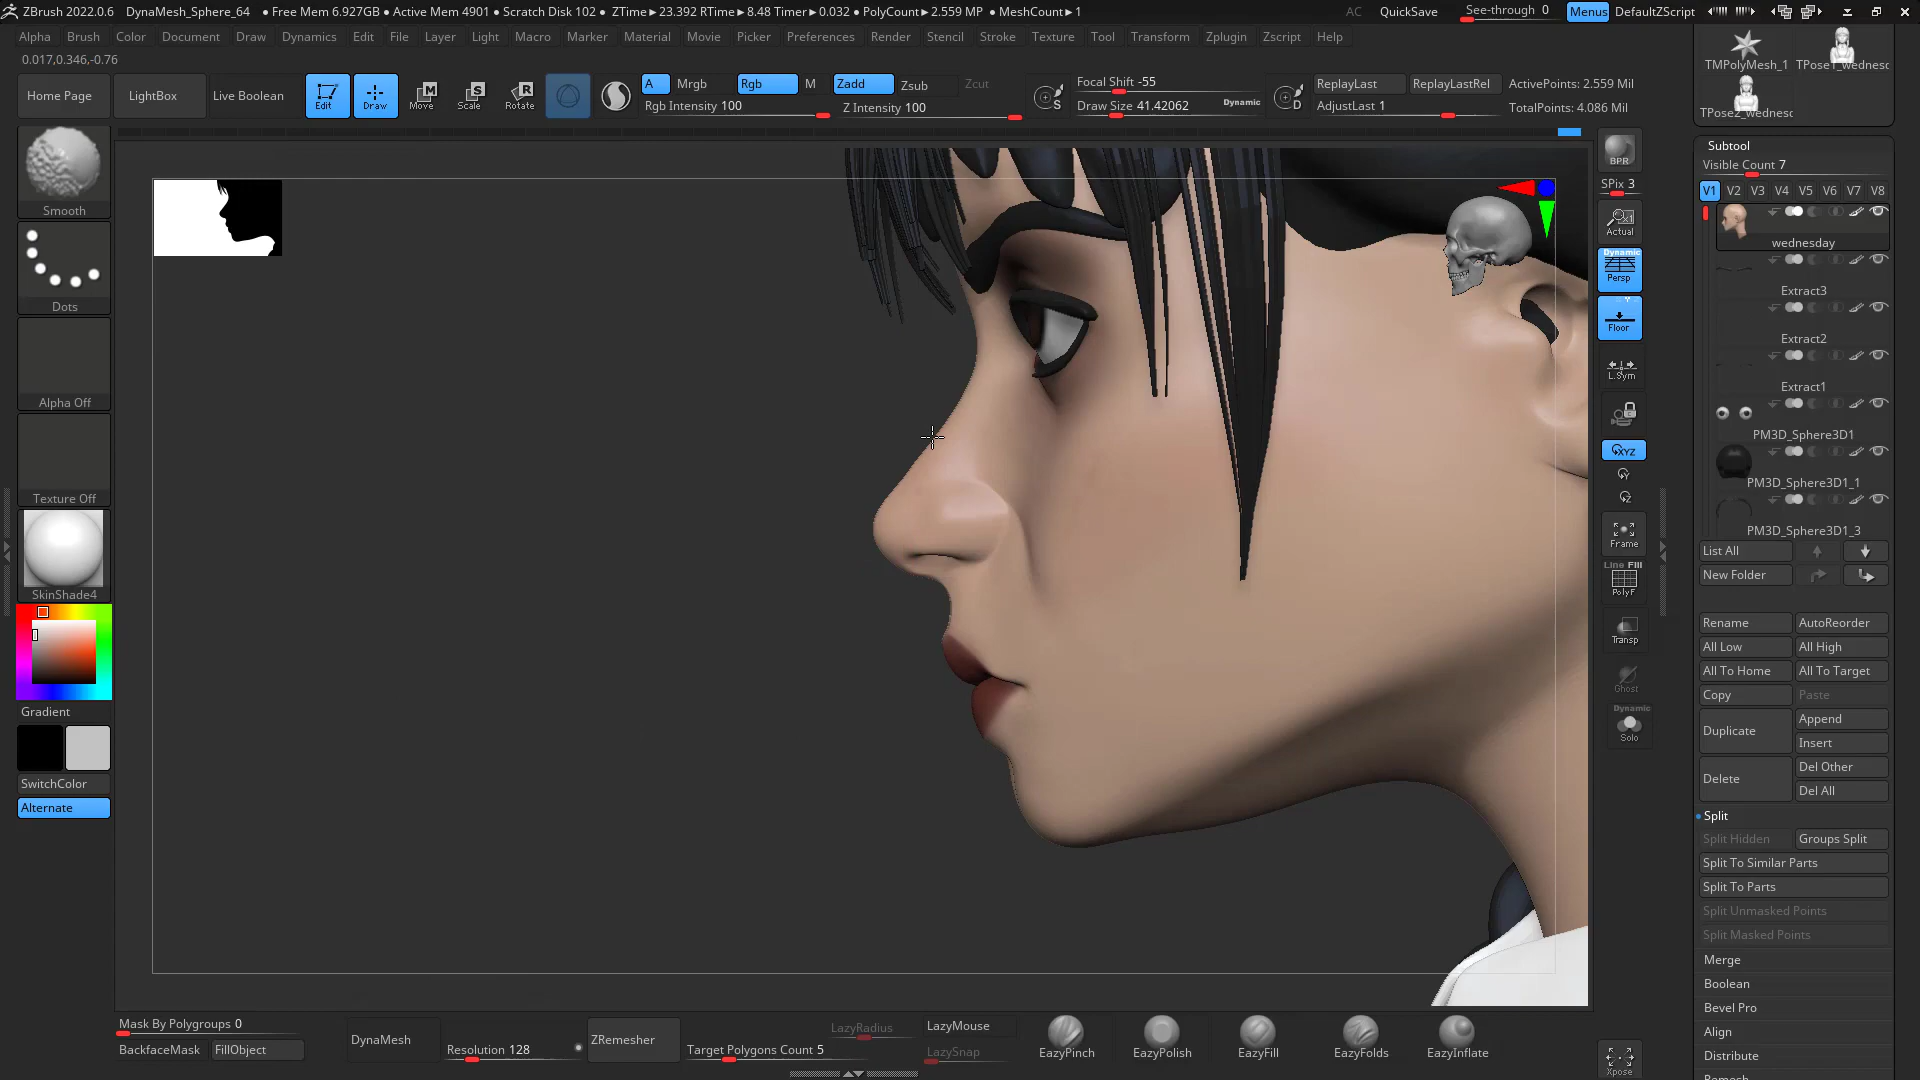 ZBrush 2022.0.6 DynaMesh_Sphere_64 ● Free Mem 6.927GB ● Active Mem 4901 ● Scratch Disk 102 ● ZTime►23.392 RTime►8.48 Timer►0.032 ● PolyCount►2.559 MP ● MeshCount►1 AC QuickSave See-through 0 Menus DefaultZScript
Alpha Brush Color Document Draw Dynamics Edit File Layer Light Macro Marker Material Movie Picker Preferences Render Stencil Stroke Texture Tool Transform Zplugin Zscript Help
0.017,0.346,-0.76
Home Page LightBox Live Boolean Edit Draw Move Scale Rotate
A Mrgb Rgb M Zadd Zsub Zcut
Rgb Intensity 100 Z Intensity 100
S Focal Shift -55
Draw Size 41.42062 Dynamic
D ReplayLast ReplayLastRel ActivePoints: 2.559 Mil
AdjustLast 1 TotalPoints: 4.086 Mil
Smooth
Dots
Alpha Off
Texture Off
SkinShade4
Gradient
SwitchColor
Alternate
BPR
SPix 3
Actual
Dynamic
Persp
Floor
L.Sym
XYZ
Y
Z
Frame
Line Fill
PolyF
Transp
Ghost
Dynamic
Solo
Xpose
TMPolyMesh_1 TPose1_wednesc
TPose2_wednesc
Subtool
Visible Count 7
V1 V2 V3 V4 V5 V6 V7 V8
wednesday
Extract3
Extract2
Extract1
PM3D_Sphere3D1
PM3D_Sphere3D1_1
PM3D_Sphere3D1_3
List All
New Folder
Rename AutoReorder
All Low All High
All To Home All To Target
Copy Paste
Duplicate Append
Insert
Delete Del Other
Del All
Split
Split Hidden Groups Split
Split To Similar Parts
Split To Parts
Split Unmasked Points
Split Masked Points
Merge
Boolean
Bevel Pro
Align
Distribute
Remesh
Mask By Polygroups 0
BackfaceMask FillObject
DynaMesh Resolution 128
ZRemesher Target Polygons Count 5
LazyRadius LazyMouse
LazySnap
EazyPinch EazyPolish EazyFill EazyFolds EazyInflate